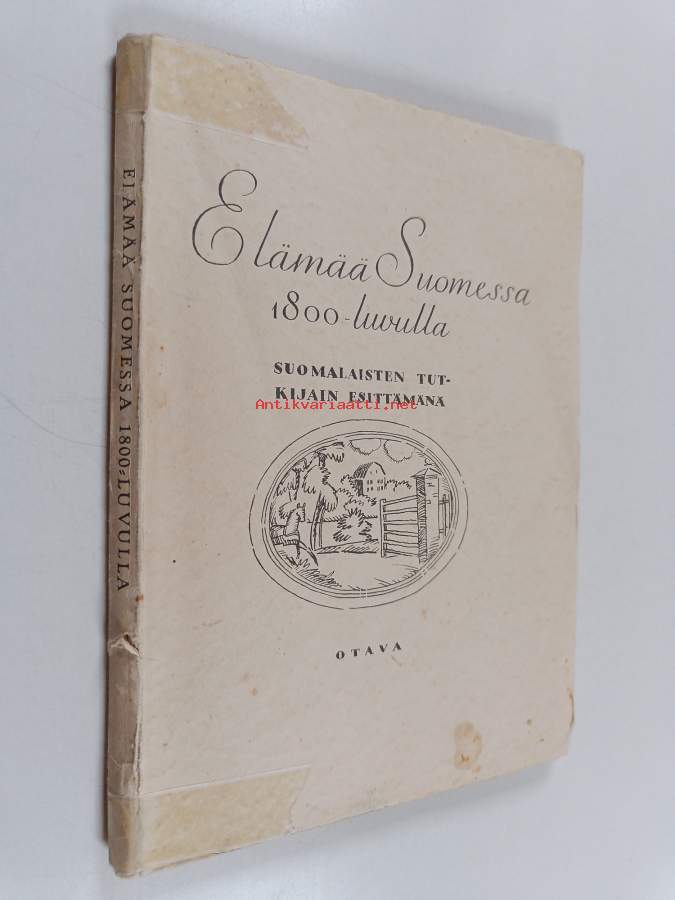 ELÄMÄÄ SUOMESSA 1800-LUVULLA
Elämää Suomessa
1800-luvulla
SUOMALAISTEN TUT-
KIJAIN ESITTÄMÄNÄ
Antikvariaatti.net
OTAVA